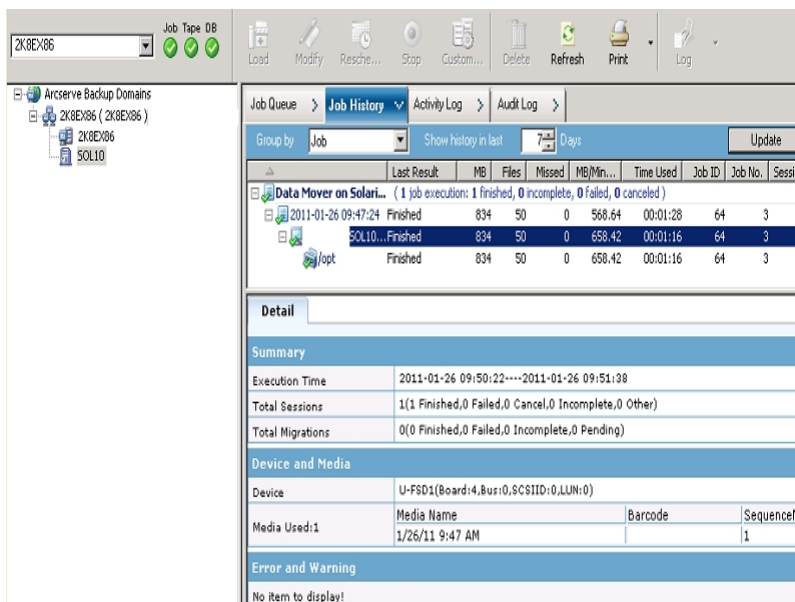 Job Tape DB
2K8EX86
Load Modify Resche... Stop Custom... Delete Refresh Print Log
Arcserve Backup Domains
2K8EX86 ( 2K8EX86 )
2K8EX86
SOL10
Job Queue > Job History Activity Log > Audit Log >
Group by Job Show history in last 7 Days Update
Last Result MB Files Missed MB/Min... Time Used Job ID Job No. Sessi
Data Mover on Solari... ( 1 job execution: 1 finished, 0 incomplete, 0 failed, 0 canceled )
2011-01-26 09:47:24 Finished 834 50 0 568.64 00:01:28 64 3
SOL10... Finished 834 50 0 658.42 00:01:16 64 3
/opt Finished 834 50 0 658.42 00:01:16 64 3
Detail
Summary
Execution Time 2011-01-26 09:50:22----2011-01-26 09:51:38
Total Sessions 1(1 Finished,0 Failed,0 Cancel,0 Incomplete,0 Other)
Total Migrations 0(0 Finished,0 Failed,0 Incomplete,0 Pending)
Device and Media
Device U-FSD1(Board:4,Bus:0,SCSIID:0,LUN:0)
Media Used:1
Media Name Barcode Sequence
1/26/11 9:47 AM 1
Error and Warning
No item to display!